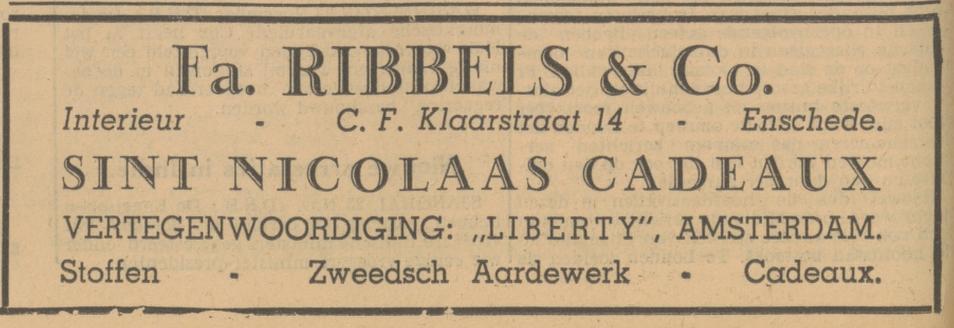 Fa. RIBBELS & Co.
Interieur - C. F. Klaarstraat 14 - Enschede.
SINT NICOLAAS CADEAUX
VERTEGENWOORDIGING: „LIBERTY”, AMSTERDAM.
Stoffen - Zweedsch Aardewerk - Cadeaux.